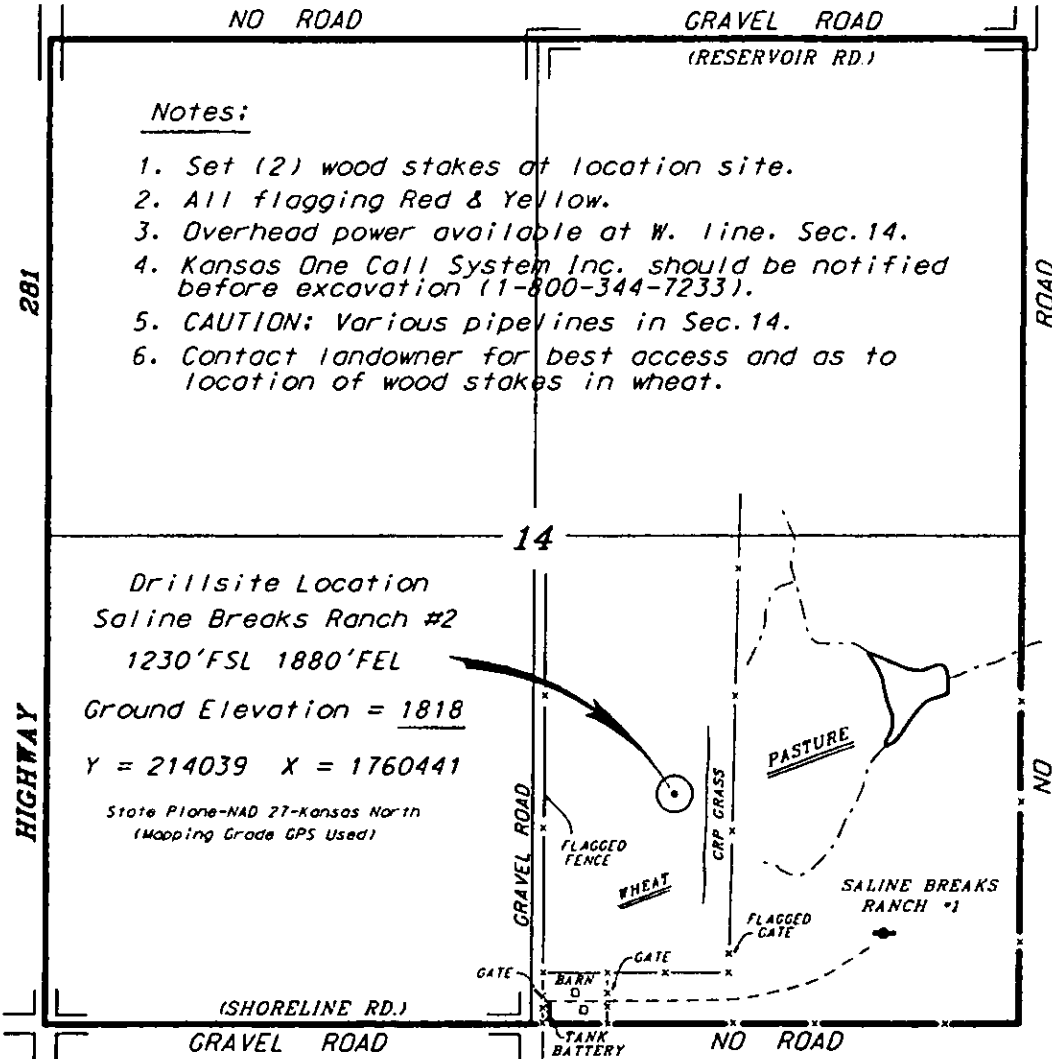 NO ROAD
GRAVEL ROAD
(RESERVOIR RD.)
Notes:
1. Set (2) wood stakes at location site.
2. All flagging Red & Yellow.
3. Overhead power available at W. line. Sec. 14.
4. Kansas One Call System Inc. should be notified
before excavation (1-800-344-7233).
5. CAUTION: Various pipelines in Sec. 14.
6. Contact landowner for best access and as to
location of wood stakes in wheat.
HIGHWAY 281
NO ROAD
14
Drillsite Location
Saline Breaks Ranch #2
1230'FSL 1880'FEL
Ground Elevation = 1818
Y = 214039 X = 1760441
State Plane-NAD 27-Kansas North
(Mapping Grade GPS Used)
PASTURE
CRP GRASS
GRAVEL ROAD
FLAGGED
FENCE
WHEAT
SALINE BREAKS
RANCH #1
FLAGGED
GATE
GATE
GATE
BARN
(SHORELINE RD.)
GRAVEL ROAD
TANK
BATTERY
NO ROAD